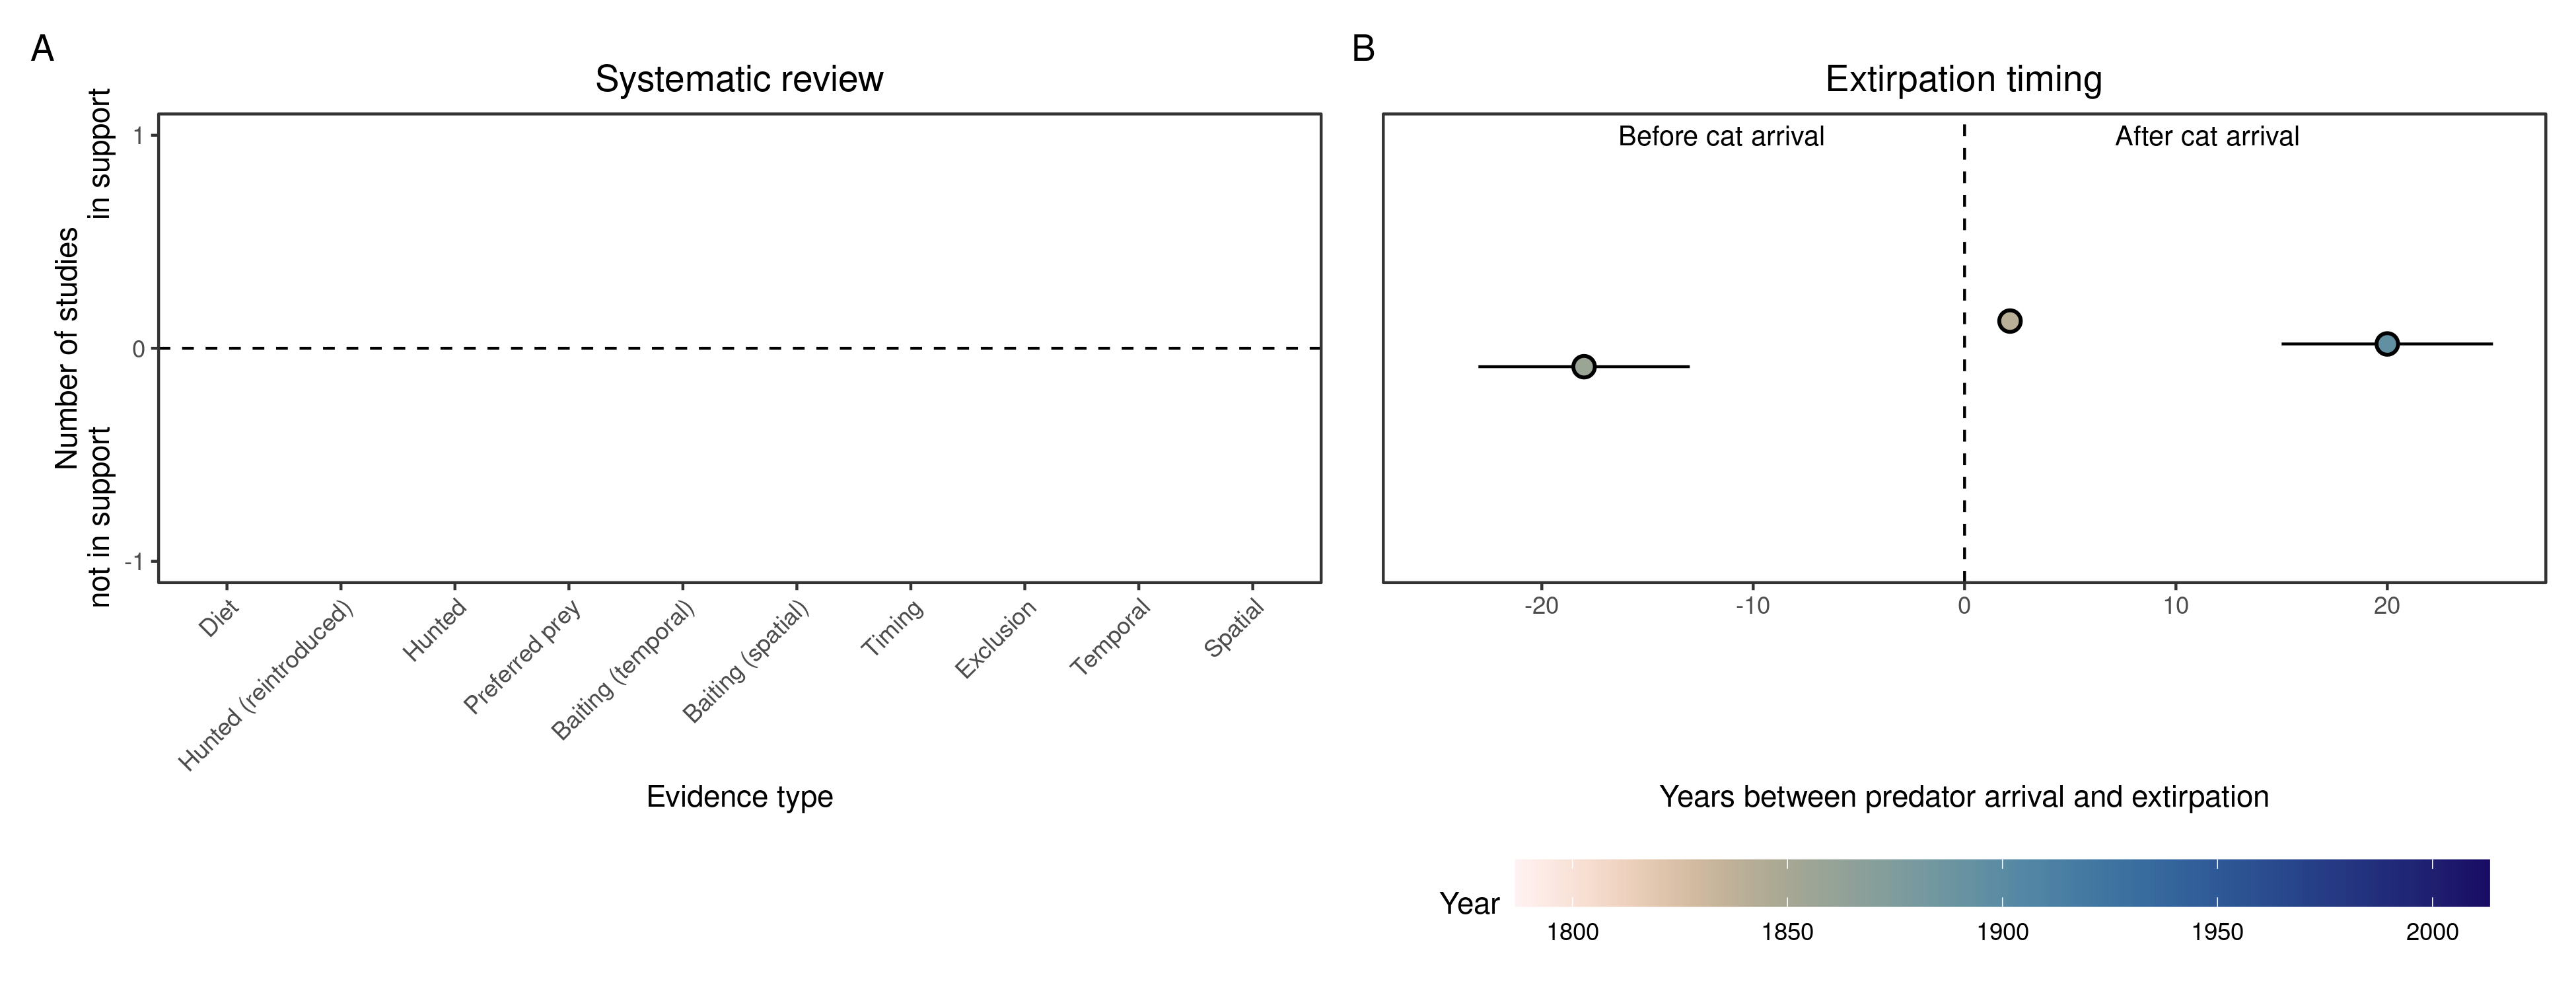 A
Systematic review
Number of studies
not in support
in support
1
0
-1
Diet
Hunted (reintroduced)
Hunted
Preferred prey
Baiting (temporal)
Baiting (spatial)
Timing
Exclusion
Temporal
Spatial
Evidence type
B
Extirpation timing
Before cat arrival
After cat arrival
-20
-10
0
10
20
Years between predator arrival and extirpation
Year
1800
1850
1900
1950
2000